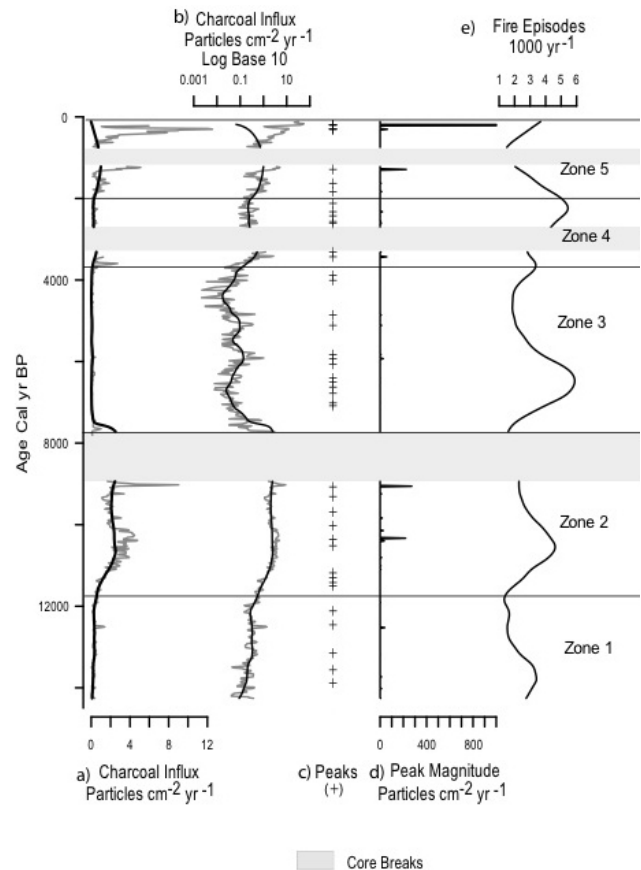 b) Charcoal Influx
Particles cm-2 yr-1
Log Base 10
0.001 0.1 10
e) Fire Episodes
1000 yr-1
1 2 3 4 5 6
0
4000
8000
12000
Age Cal yr BP
Zone 5
Zone 4
Zone 3
Zone 2
Zone 1
0 4 8 12
0 400 800
a) Charcoal Influx
Particles cm-2 yr-1
c) Peaks
(+)
d) Peak Magnitude
Particles cm-2 yr-1
Core Breaks